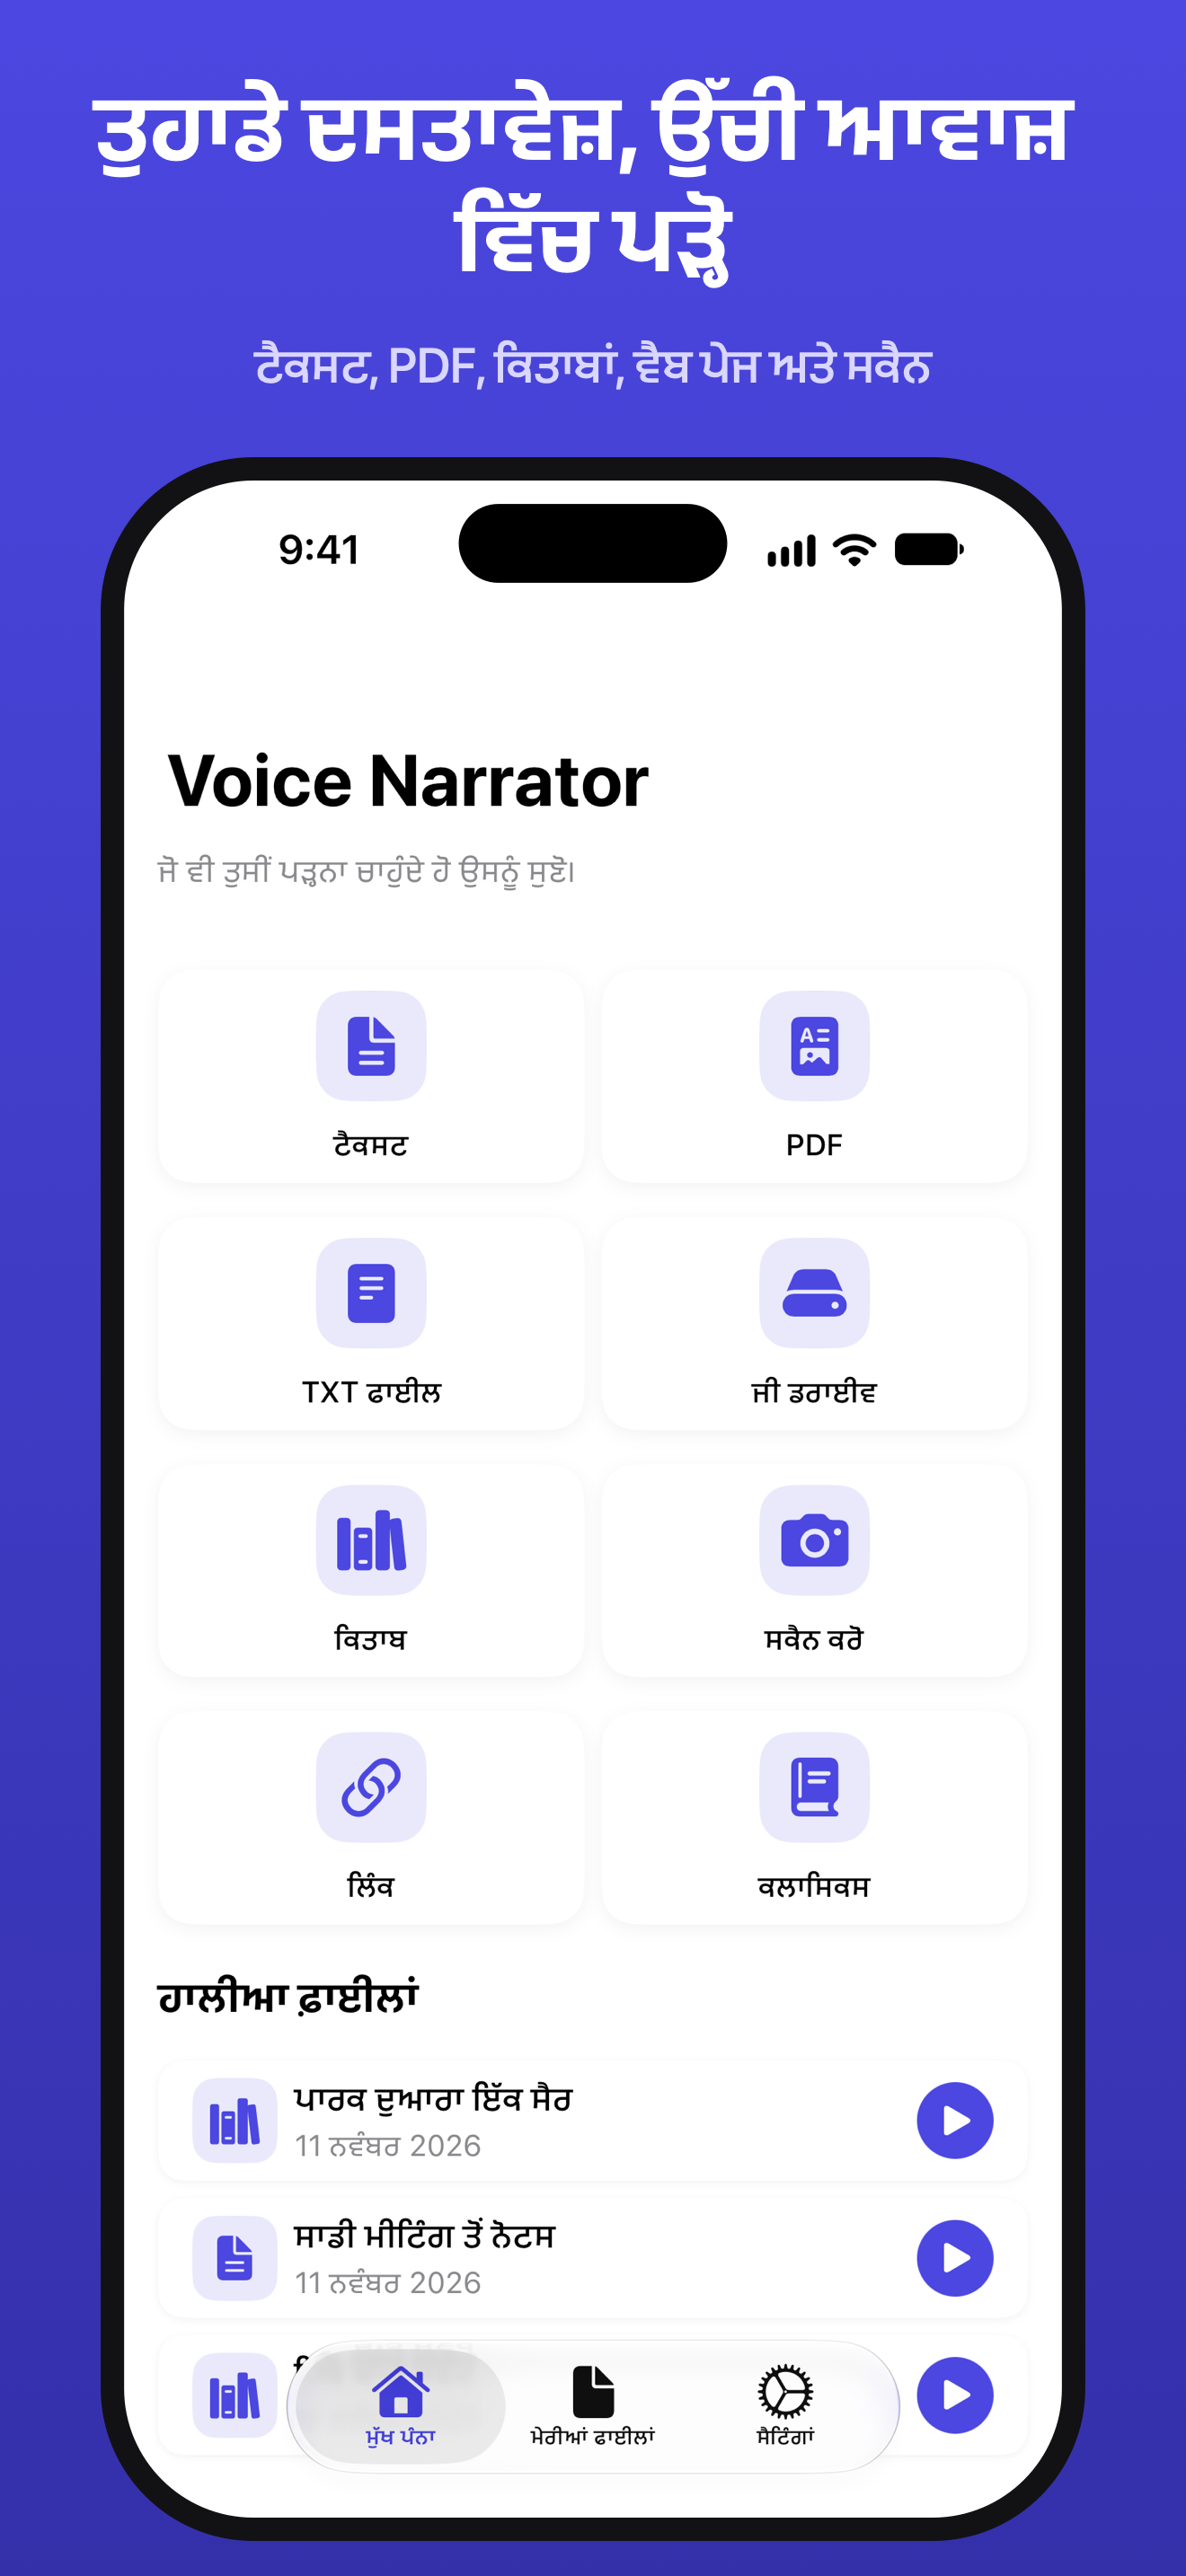 ਤੁਹਾਡੇ ਦਸਤਾਵੇਜ਼, ਉੱਚੀ ਆਵਾਜ਼
ਵਿੱਚ ਪੜ੍ਹੋ
ਟੈਕਸਟ, PDF, ਕਿਤਾਬਾਂ, ਵੈਬ ਪੇਜ ਅਤੇ ਸਕੈਨ
9:41
Voice Narrator
ਜੋ ਵੀ ਤੁਸੀਂ ਪੜ੍ਹਨਾ ਚਾਹੁੰਦੇ ਹੋ ਉਸਨੂੰ ਸੁਣੋ।
ਟੈਕਸਟ
PDF
TXT ਫਾਈਲ
ਜੀ ਡਰਾਈਵ
ਕਿਤਾਬ
ਸਕੈਨ ਕਰੋ
ਲਿੰਕ
ਕਲਾਸਿਕਸ
ਹਾਲੀਆ ਫ਼ਾਈਲਾਂ
ਪਾਰਕ ਦੁਆਰਾ ਇੱਕ ਸੈਰ
11 ਨਵੰਬਰ 2026
ਸਾਡੀ ਮੀਟਿੰਗ ਤੋਂ ਨੋਟਸ
11 ਨਵੰਬਰ 2026
ਮੁੱਖ ਪੰਨਾ
ਮੇਰੀਆਂ ਫਾਈਲਾਂ
ਸੈਟਿੰਗਾਂ